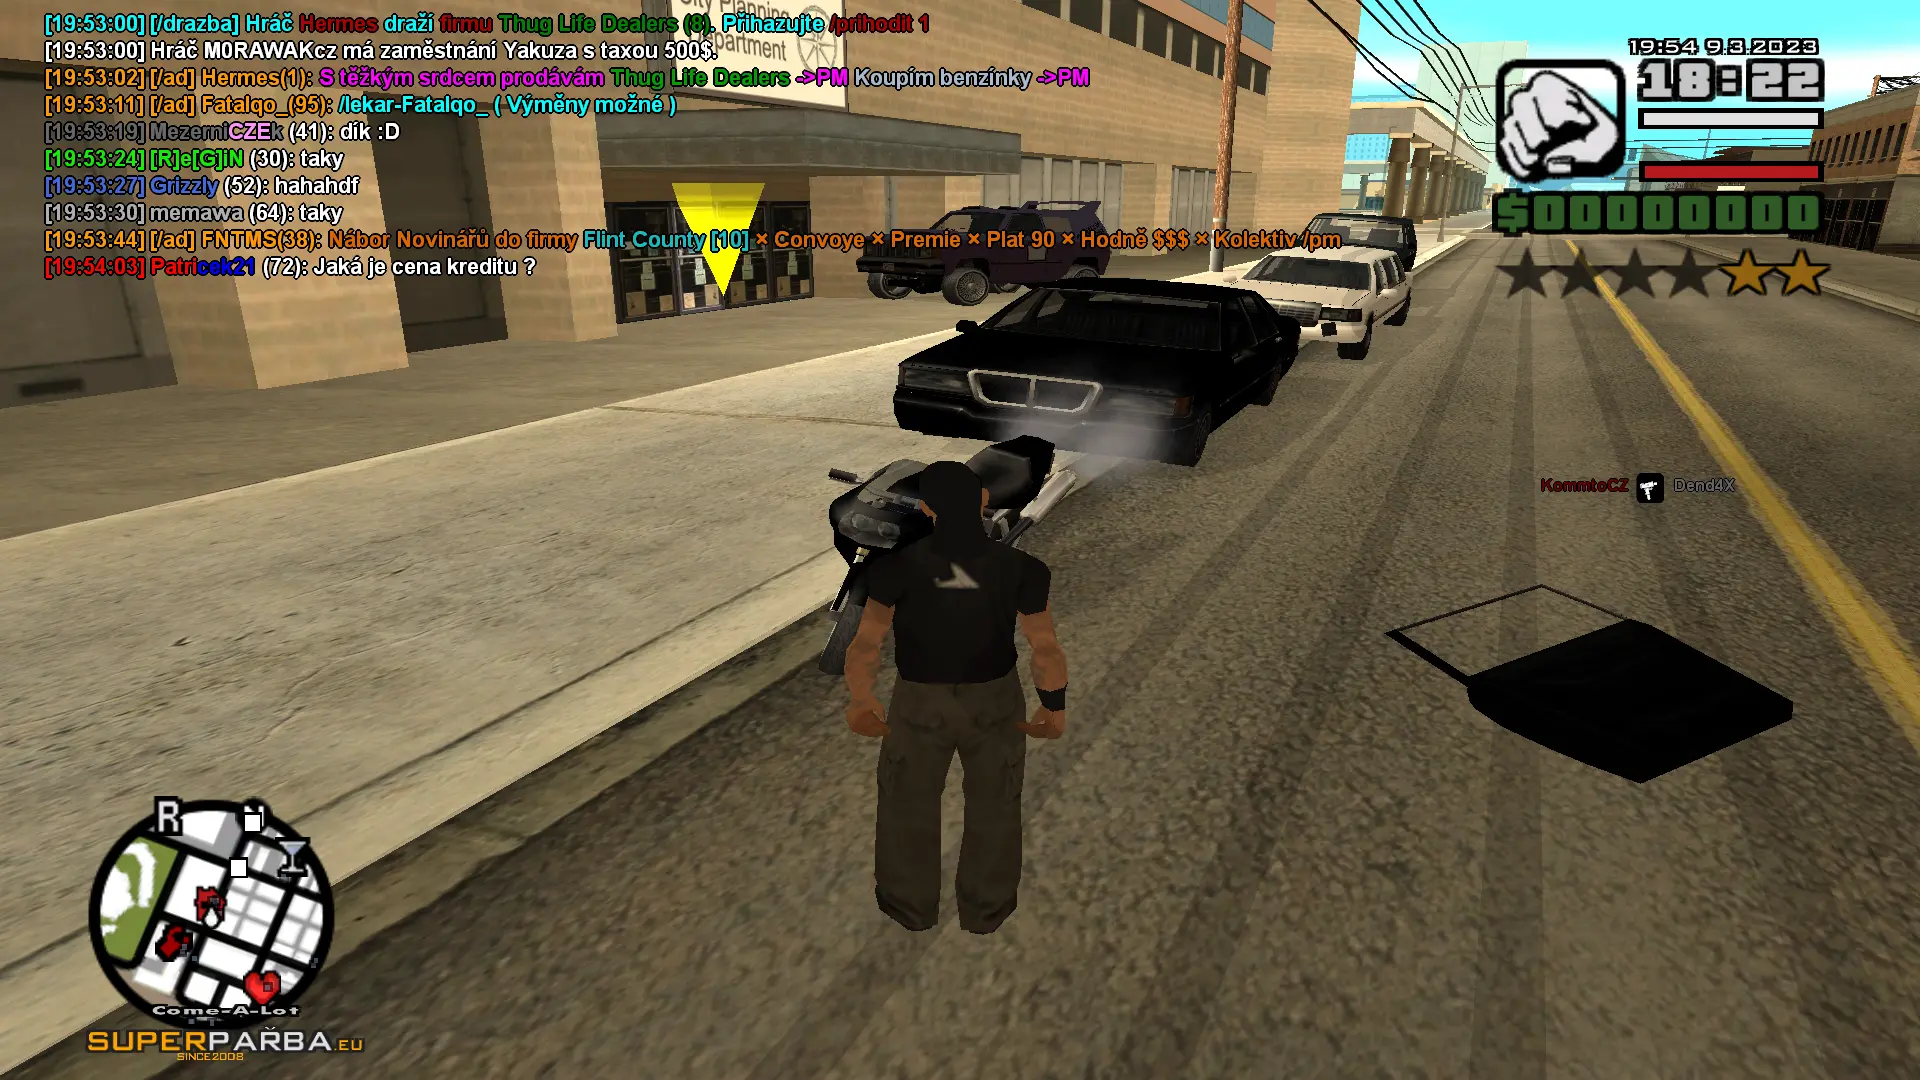 [19:53:00] [/drazba] Hráč Hermes draží firmu Thug Life Dealers (8). Přihazujte /prihodit 1
[19:53:00] Hráč M0RAWAKcz má zaměstnání Yakuza s taxou 500$.
[19:53:02] [/ad] Hermes(1): S těžkým srdcem prodávám Thug Life Dealers ->PM Koupím benzínky ->PM
[19:53:11] [/ad] Fatalqo_(95): /lekar-Fatalqo_ ( Výměny možné )
[19:53:19] MezerniCZEk (41): dík :D
[19:53:24] [R]e[G]iN (30): taky
[19:53:27] Grizzly (52): hahahdf
[19:53:30] memawa (64): taky
[19:53:44] [/ad] FNTMS(38): Nábor Novinářů do firmy Flint County [10] × Convoye × Premie × Plat 90 × Hodně $$$ × Kolektiv /pm
[19:54:03] Patricek21 (72): Jaká je cena kreditu ?
City Planning
Department
19:54 9.3.2023
18:22
$00000000
KommtoCZ Dend4X
R
N
Come-A-Lot
SUPERPAŘBA.EU
SINCE2008